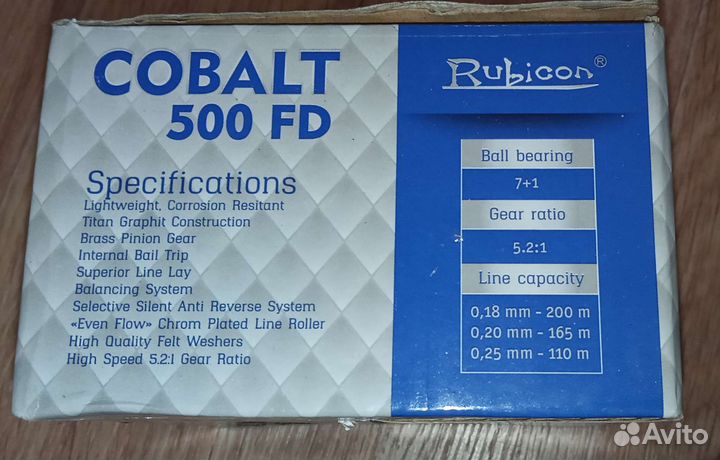 COBALT
500 FD
Specifications
Lightweight, Corrosion Resitant
Titan Graphit Construction
Brass Pinion Gear
Internal Bail Trip
Superior Line Lay
Balancing System
Selective Silent Anti Reverse System
«Even Flow» Chrom Plated Line Roller
High Quality Felt Weshers
High Speed 5.2:1 Gear Ratio
Rubicon®
Ball bearing
7+1
Gear ratio
5.2:1
Line capacity
0,18 mm - 200 m
0,20 mm - 165 m
0,25 mm - 110 m
Avito